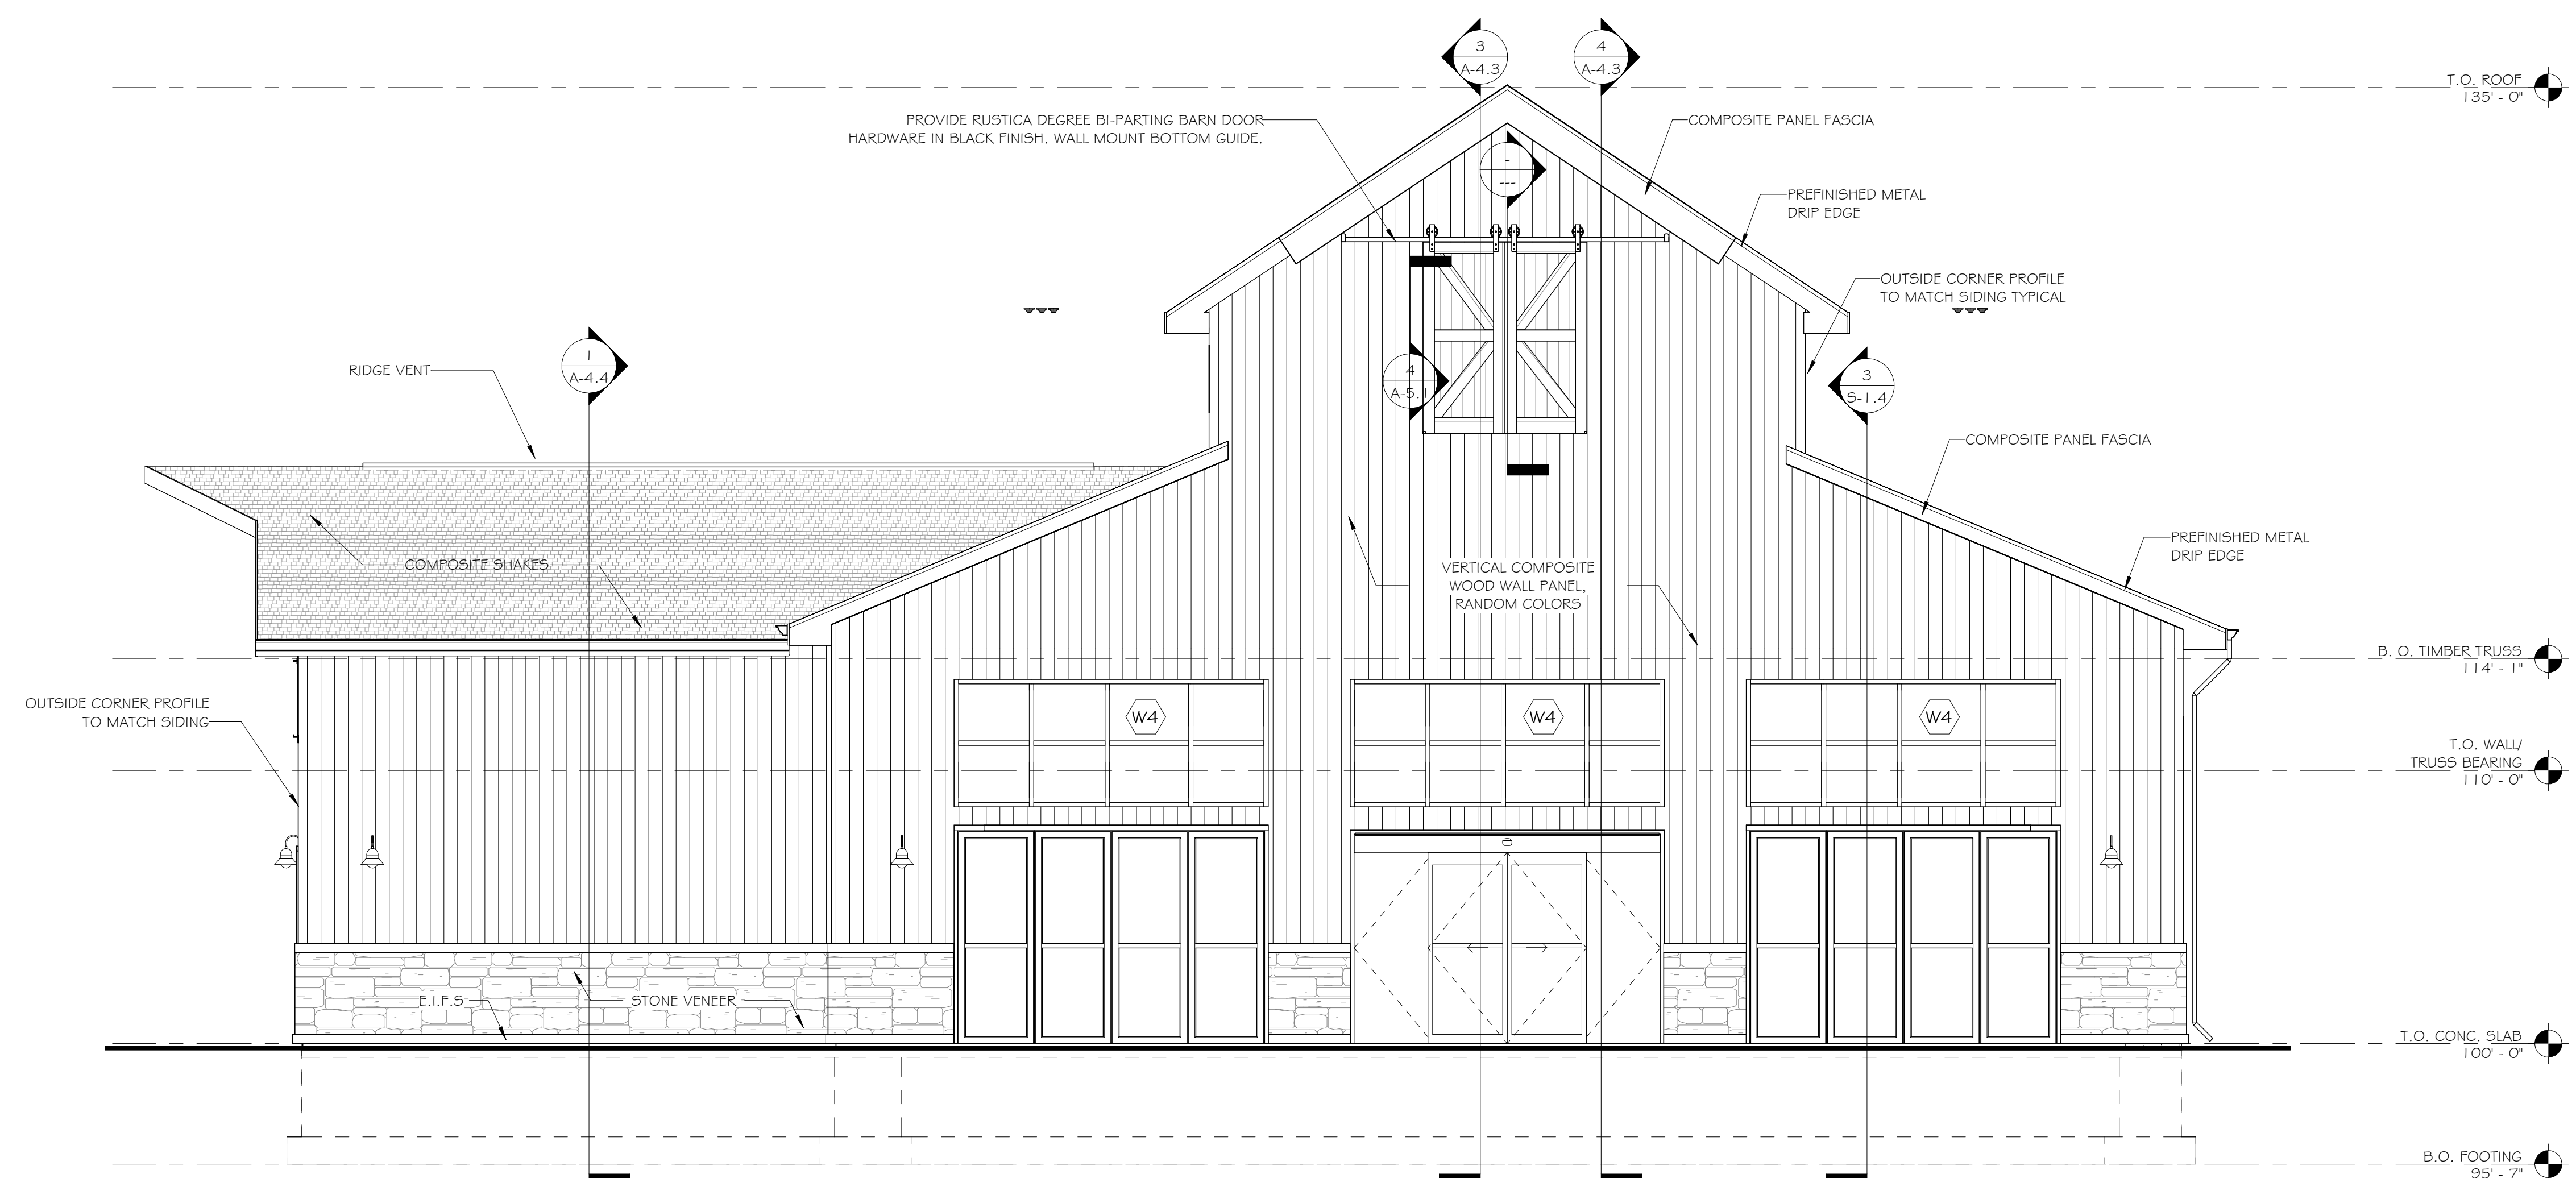 3
A-4.3
4
A-4.3
T.O. ROOF
135' - 0"
PROVIDE RUSTICA DEGREE BI-PARTING BARN DOOR
HARDWARE IN BLACK FINISH. WALL MOUNT BOTTOM GUIDE.
COMPOSITE PANEL FASCIA
-
---
PREFINISHED METAL
DRIP EDGE
OUTSIDE CORNER PROFILE
TO MATCH SIDING TYPICAL
1
A-4.4
RIDGE VENT
4
A-5.1
3
S-1.4
COMPOSITE PANEL FASCIA
PREFINISHED METAL
DRIP EDGE
COMPOSITE SHAKES
VERTICAL COMPOSITE
WOOD WALL PANEL,
RANDOM COLORS
B. O. TIMBER TRUSS
114' - 1"
OUTSIDE CORNER PROFILE
TO MATCH SIDING
W4
W4
W4
T.O. WALL/
TRUSS BEARING
110' - 0"
E.I.F.S
STONE VENEER
T.O. CONC. SLAB
100' - 0"
B.O. FOOTING
95' - 7"